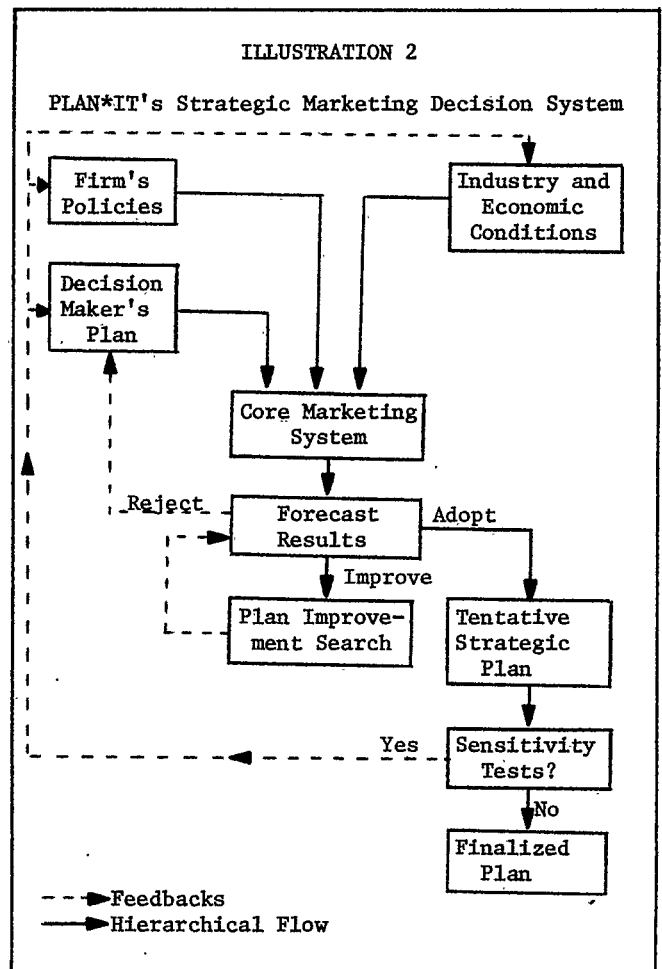 ILLUSTRATION 2
PLAN*IT's Strategic Marketing Decision System
Firm's
Policies
Industry and
Economic
Conditions
Decision
Maker's
Plan
Core Marketing
System
Reject
Forecast
Results
Adopt
Improve
Plan Improve-
ment Search
Tentative
Strategic
Plan
Yes
Sensitivity
Tests?
No
Finalized
Plan
Feedbacks
Hierarchical Flow